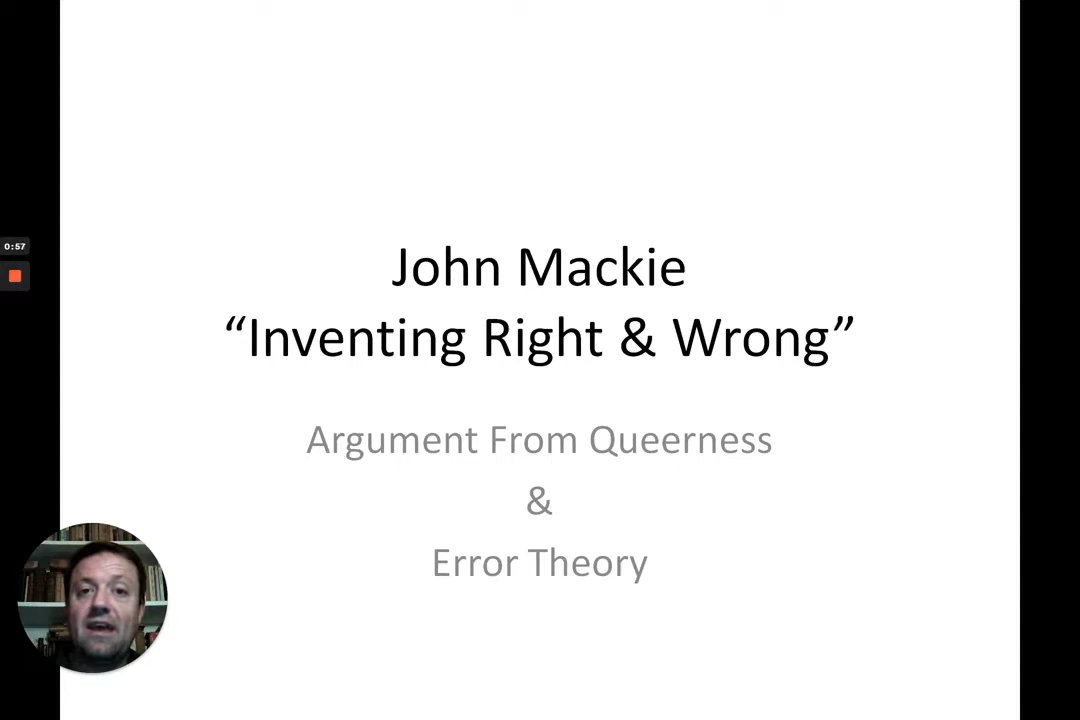 John Mackie
“Inventing Right & Wrong”
Argument From Queerness
&
Error Theory
0:57